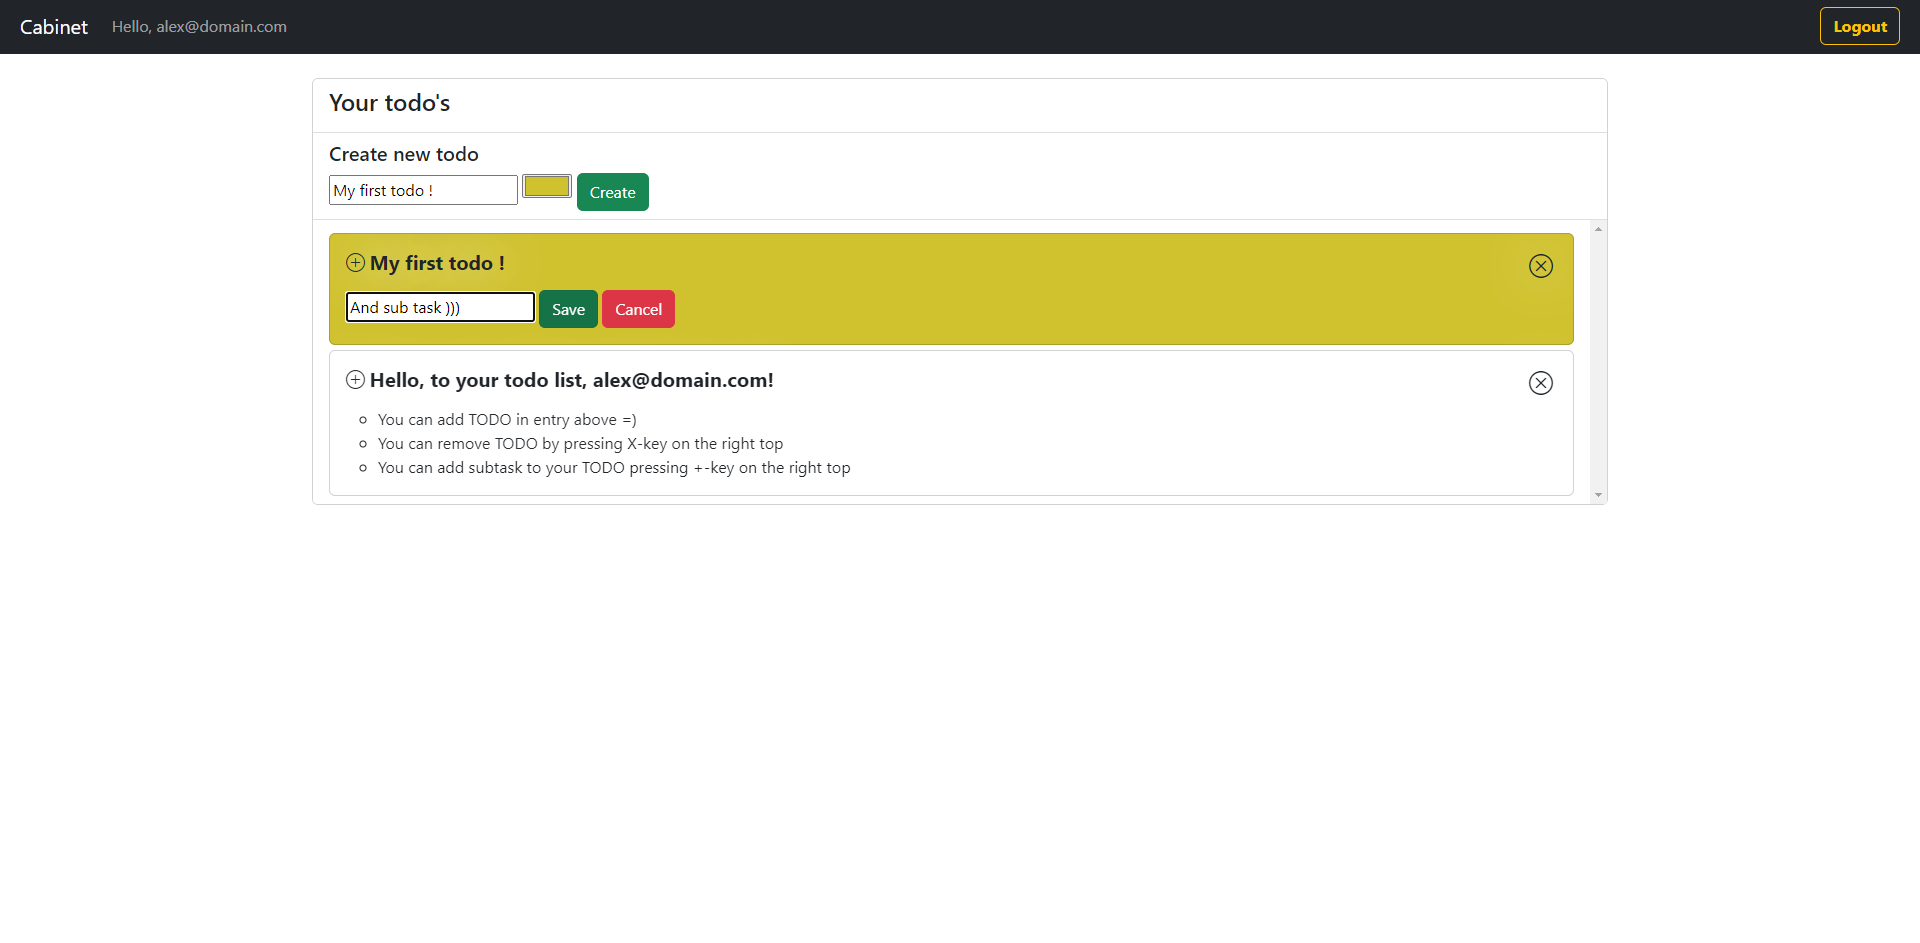 Cabinet Hello, alex@domain.com Logout
Your todo's
Create new todo
My first todo ! Create
My first todo !
And sub task ))) Save Cancel
Hello, to your todo list, alex@domain.com!
You can add TODO in entry above =)
You can remove TODO by pressing X-key on the right top
You can add subtask to your TODO pressing +-key on the right top